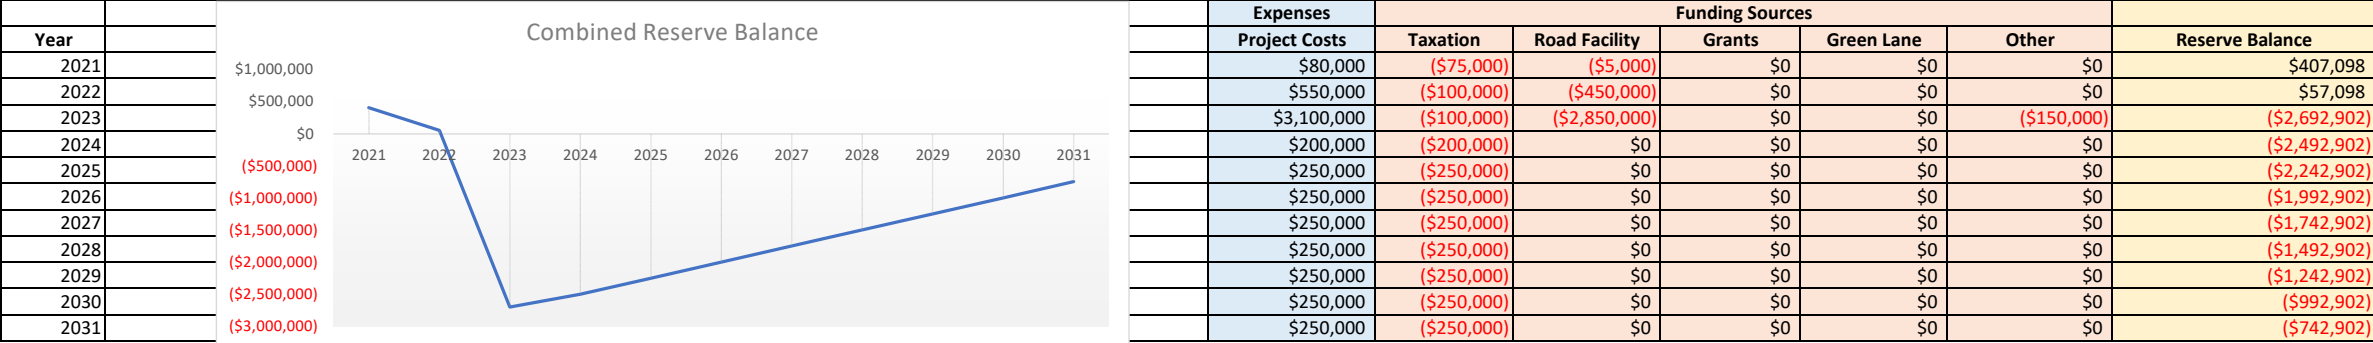 Expenses Funding Sources
Year Project Costs Taxation Road Facility Grants Green Lane Other Reserve Balance
2021 $80,000 ($75,000) ($5,000) $0 $0 $0 $407,098
2022 $550,000 ($100,000) ($450,000) $0 $0 $0 $57,098
2023 $3,100,000 ($100,000) ($2,850,000) $0 $0 ($150,000) ($2,692,902)
2024 $200,000 ($200,000) $0 $0 $0 $0 ($2,492,902)
2025 $250,000 ($250,000) $0 $0 $0 $0 ($2,242,902)
2026 $250,000 ($250,000) $0 $0 $0 $0 ($1,992,902)
2027 $250,000 ($250,000) $0 $0 $0 $0 ($1,742,902)
2028 $250,000 ($250,000) $0 $0 $0 $0 ($1,492,902)
2029 $250,000 ($250,000) $0 $0 $0 $0 ($1,242,902)
2030 $250,000 ($250,000) $0 $0 $0 $0 ($992,902)
2031 $250,000 ($250,000) $0 $0 $0 $0 ($742,902)
Combined Reserve Balance
$1,000,000
$500,000
$0
($500,000)
($1,000,000)
($1,500,000)
($2,000,000)
($2,500,000)
($3,000,000)
2021 2022 2023 2024 2025 2026 2027 2028 2029 2030 2031